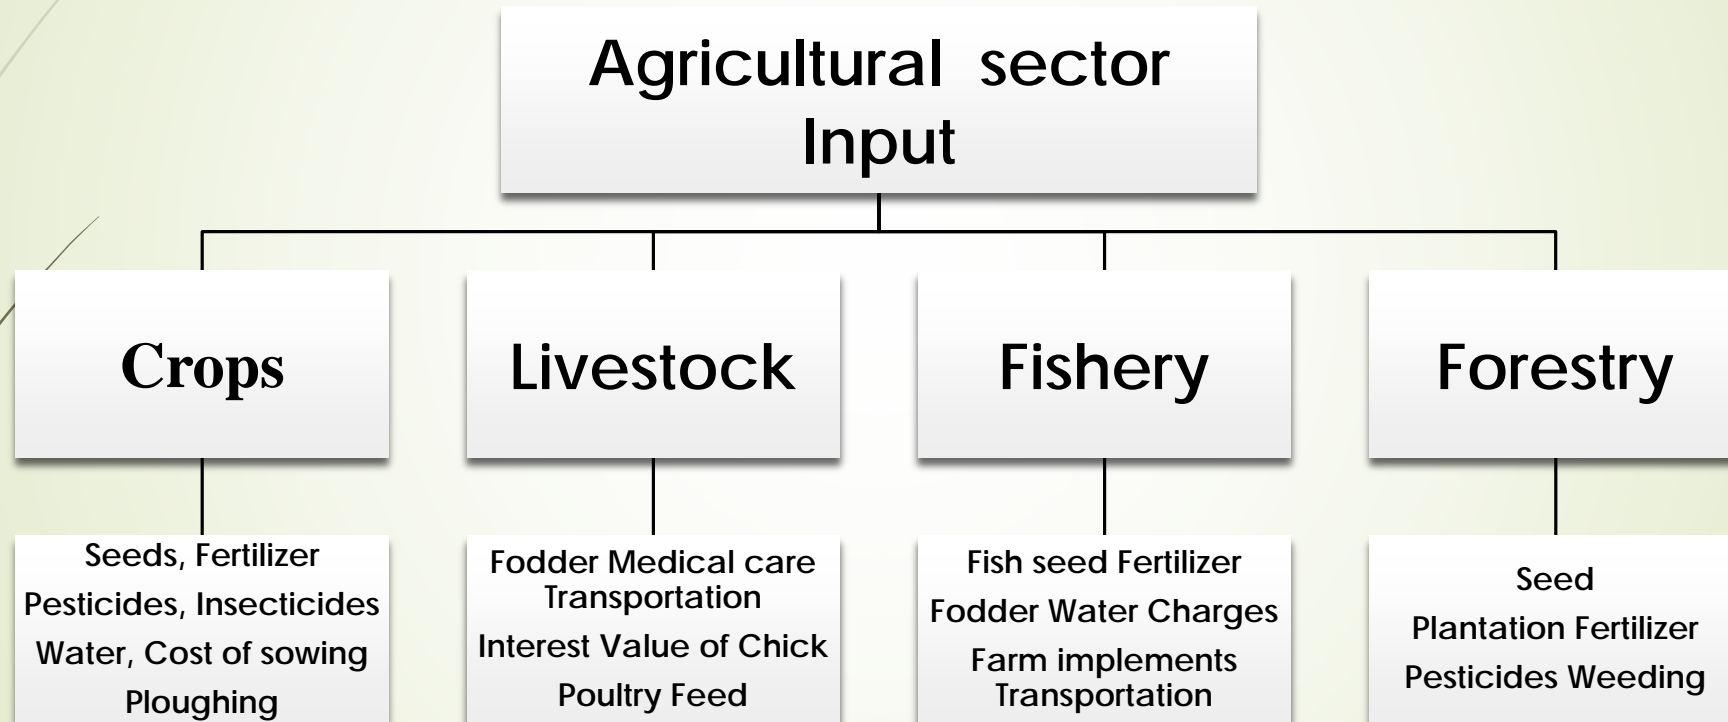 Agricultural sector
Input
Crops
Livestock
Fishery
Forestry
Seeds, Fertilizer
Pesticides, Insecticides
Water, Cost of sowing
Ploughing
Fodder Medical care
Transportation
Interest Value of Chick
Poultry Feed
Fish seed Fertilizer
Fodder Water Charges
Farm implements
Transportation
Seed
Plantation Fertilizer
Pesticides Weeding